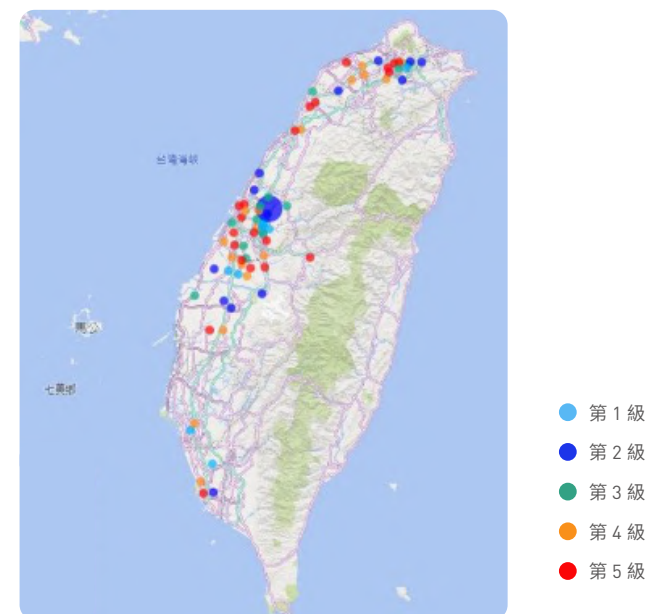 台灣海峽
馬公
七美鄉
第 1 級
第 2 級
第 3 級
第 4 級
第 5 級